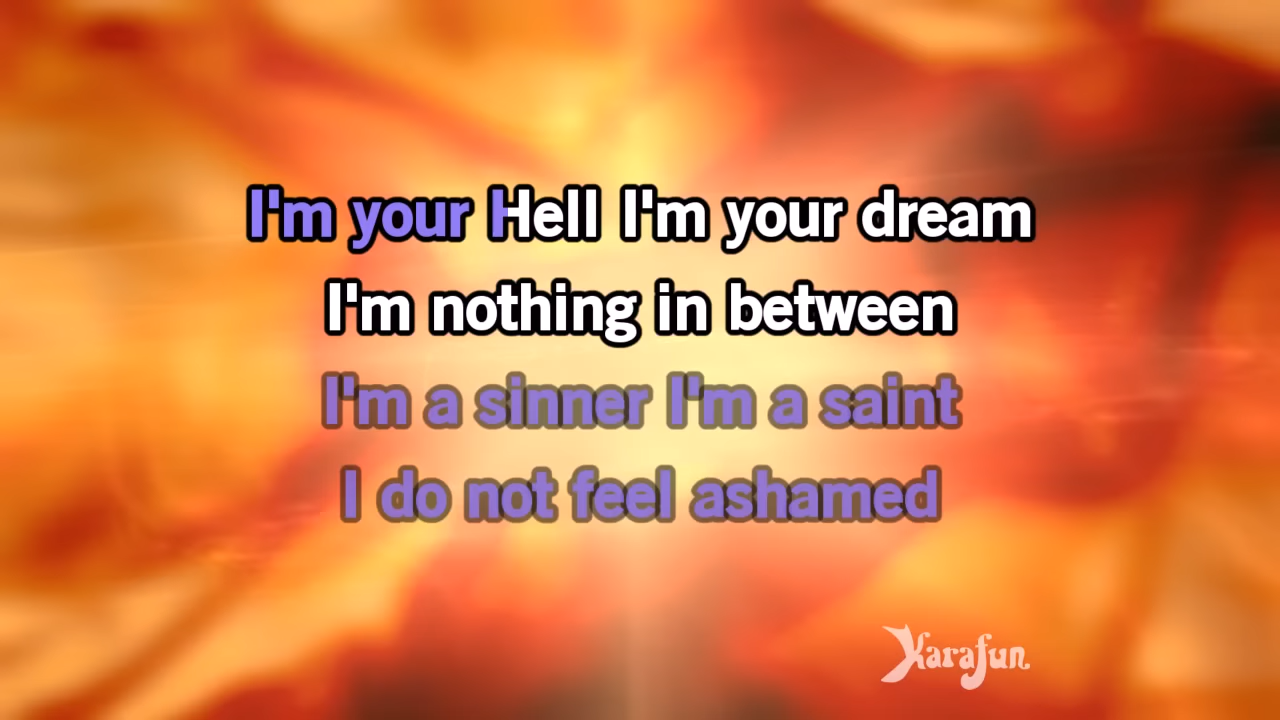 I'm your Hell I'm your dream
I'm nothing in between
I'm a sinner I'm a saint
I do not feel ashamed
Karafun